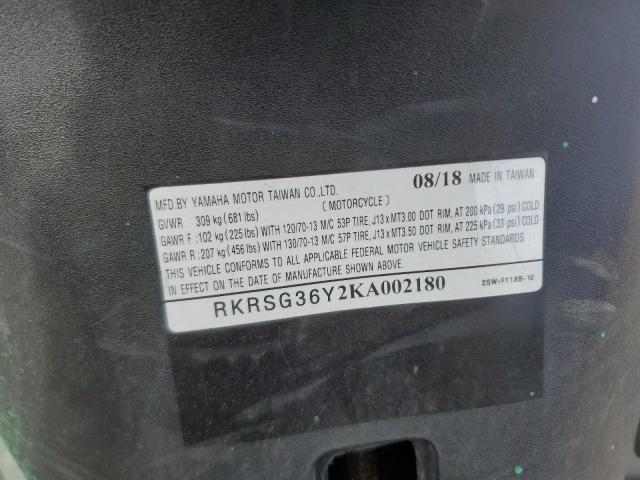 MFD.BY YAMAHA MOTOR TAIWAN CO.,LTD. 08/18 MADE IN TAIWAN
GVWR 309 kg (681 lbs) (MOTORCYCLE)
GAWR F : 102 kg (225 lbs) WITH 120/70-13 M/C 53P TIRE, J13 x MT3.00 DOT RIM, AT 200 kPa (29 psi) COLD
GAWR R : 207 kg (456 lbs) WITH 130/70-13 M/C 57P TIRE, J13 x MT3.50 DOT RIM, AT 225 kPa (33 psi) COLD
THIS VEHICLE CONFORMS TO ALL APPLICABLE FEDERAL MOTOR VEHICLE SAFETY STANDARDS
IN EFFECT ON THE DATE OF MANUFACTURE SHOWN ABOVE.
RKRSG36Y2KA002180 2SW-F118B-10